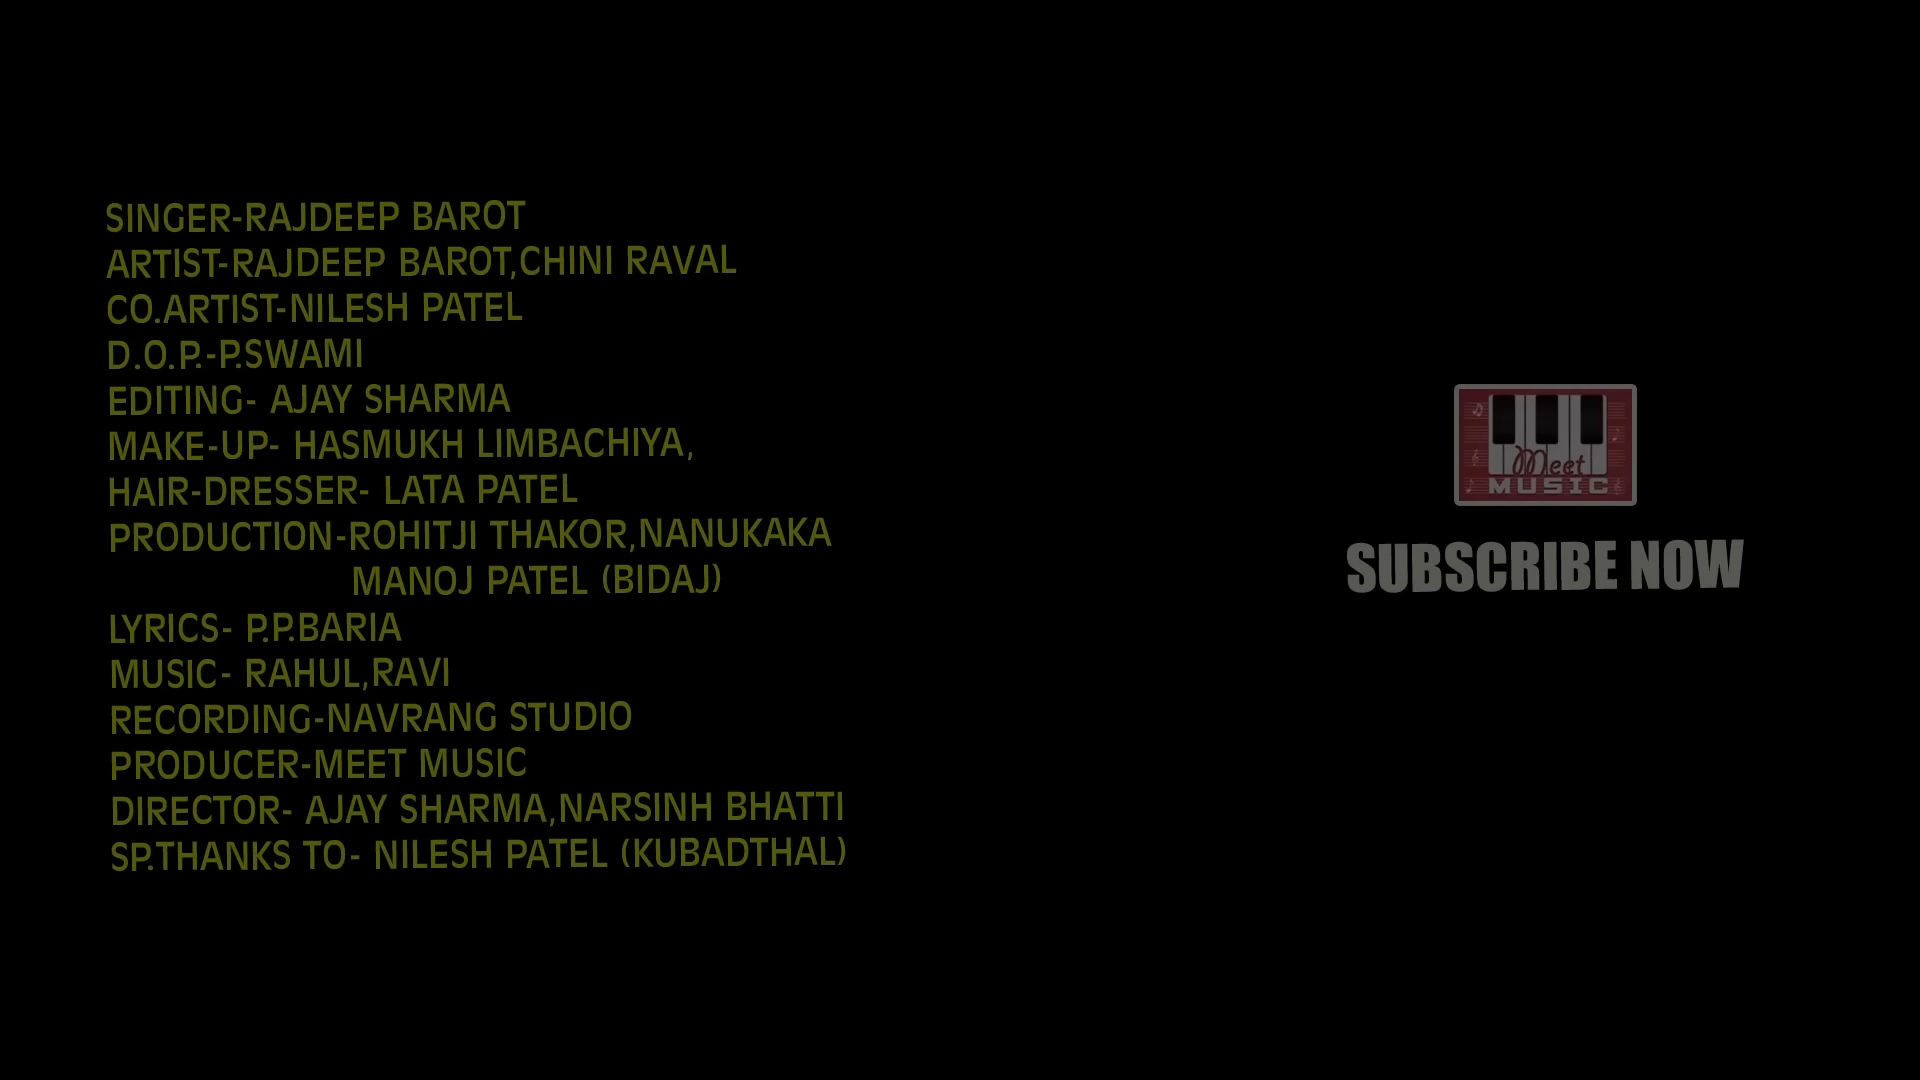 SINGER-RAJDEEP BAROT
ARTIST-RAJDEEP BAROT,CHINI RAVAL
CO.ARTIST-NILESH PATEL
D.O.P.-P.SWAMI
EDITING- AJAY SHARMA
MAKE-UP- HASMUKH LIMBACHIYA,
HAIR-DRESSER- LATA PATEL
PRODUCTION-ROHITJI THAKOR,NANUKAKA
MANOJ PATEL (BIDAJ)
LYRICS- P.P.BARIA
MUSIC- RAHUL,RAVI
RECORDING-NAVRANG STUDIO
PRODUCER-MEET MUSIC
DIRECTOR- AJAY SHARMA,NARSINH BHATTI
SP.THANKS TO- NILESH PATEL (KUBADTHAL)
Meet
MUSIC
SUBSCRIBE NOW